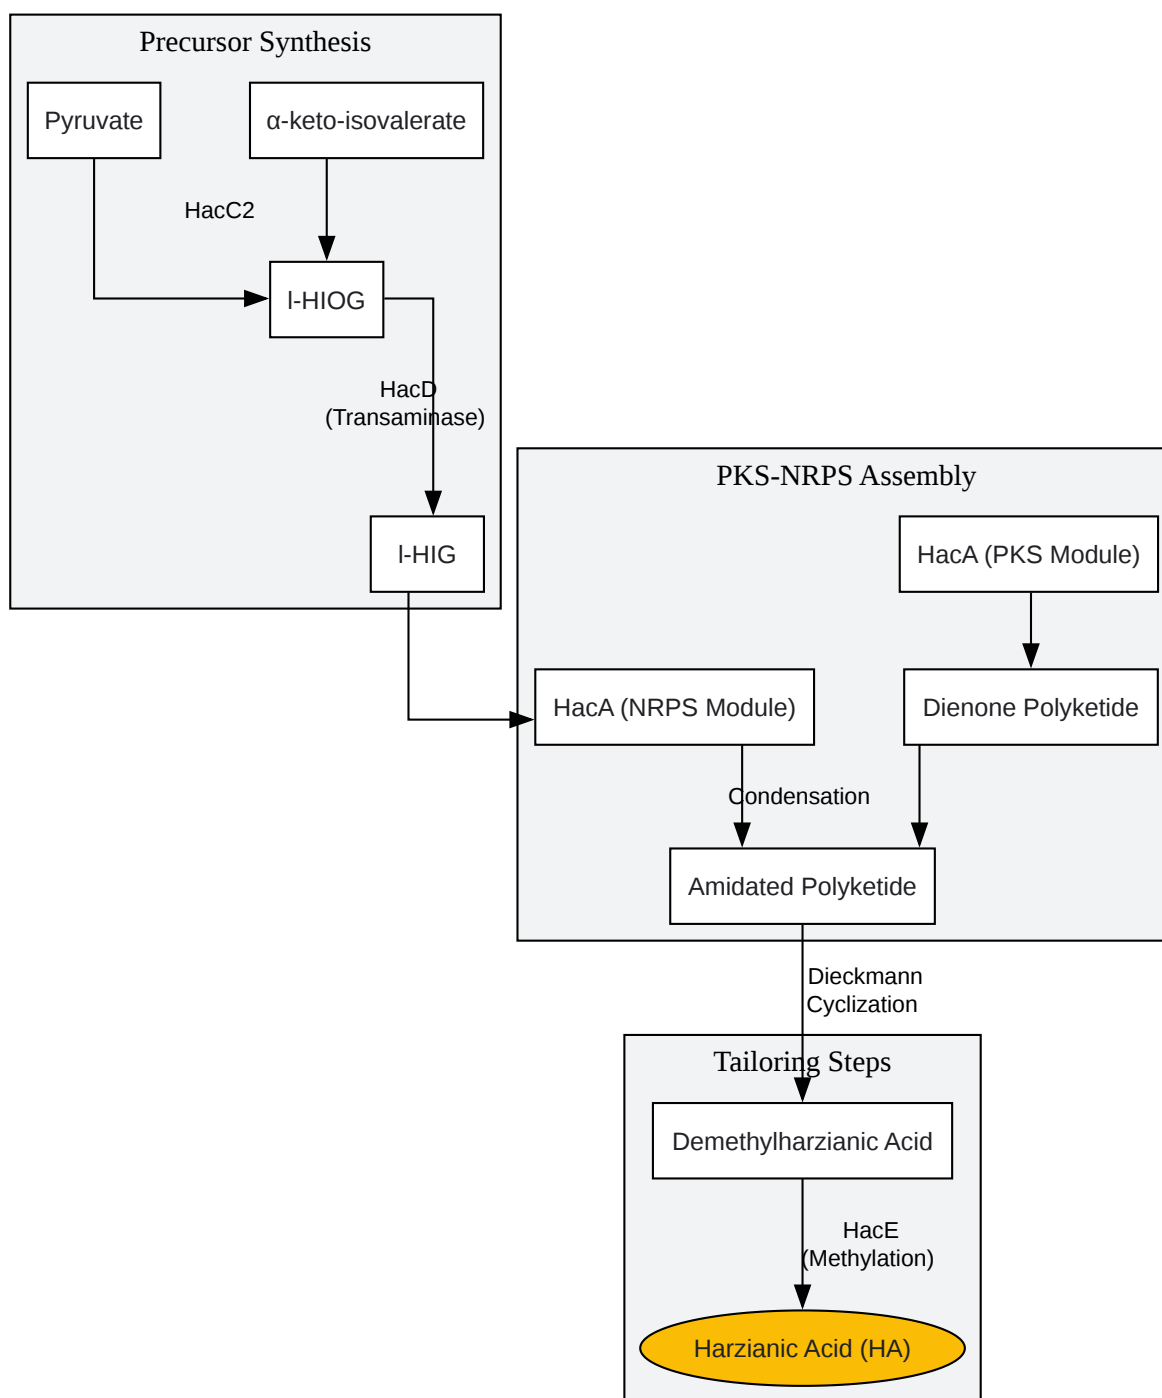 Precursor Synthesis
Pyruvate
α-keto-isovalerate
HacC2
l-HIOG
HacD
(Transaminase)
l-HIG
PKS-NRPS Assembly
HacA (PKS Module)
HacA (NRPS Module)
Dienone Polyketide
Condensation
Amidated Polyketide
Dieckmann
Cyclization
Tailoring Steps
Demethylharzianic Acid
HacE
(Methylation)
Harzianic Acid (HA)